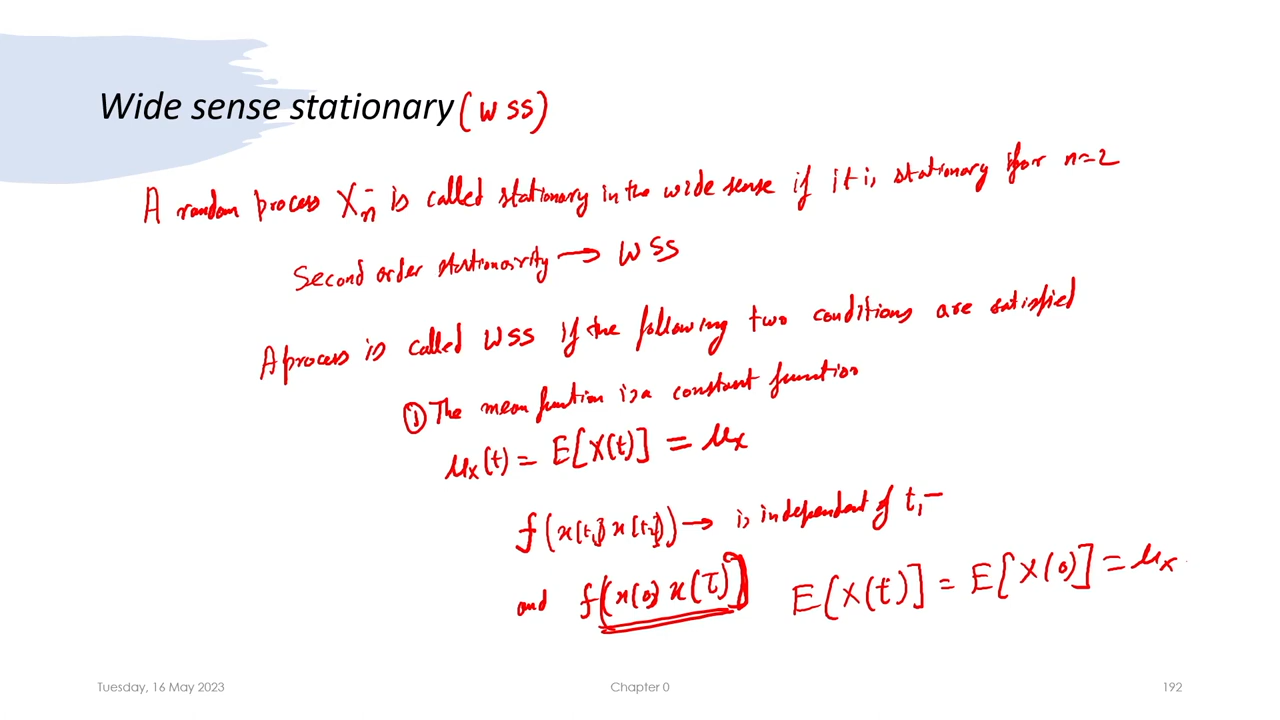 Wide sense stationary (WSS)
A random process Xn is called stationary in the wide sense if it is stationary for n=2
Second order stationarity → WSS
A process is called WSS if the following two conditions are satisfied
① The mean function is a constant function
μx(t) = E[X(t)] = μx
f(x(t1) x(t2)) → is independent of t1
and f(x(0) x(τ)) E[X(t)] = E[X(0)] = μx
Tuesday, 16 May 2023 Chapter 0 192